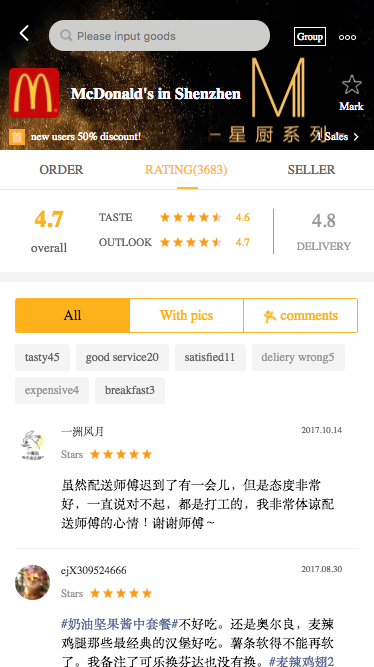 Please input goods
Group
McDonald's in Shenzhen
Mark
首 new users 50% discount!
1 Sales
一星厨系列一
ORDER RATING(3683) SELLER
4.7 TASTE 4.6 4.8
overall OUTLOOK 4.7 DELIVERY
All With pics comments
tasty45 good service20 satisfied11 deliery wrong5
expensive4 breakfast3
一洲风月 2017.10.14
Stars
虽然配送师傅迟到了有一会儿，但是态度非常
好，一直说对不起，都是打工的，我非常体谅配
送师傅的心情！谢谢师傅～
ejX309524666 2017.08.30
Stars
#奶油坚果酱中套餐#不好吃。还是奥尔良，麦辣
鸡腿那些最经典的汉堡好吃。薯条软得不能再软
了。我备注了可乐换芬达也没有换。#麦辣鸡翅2